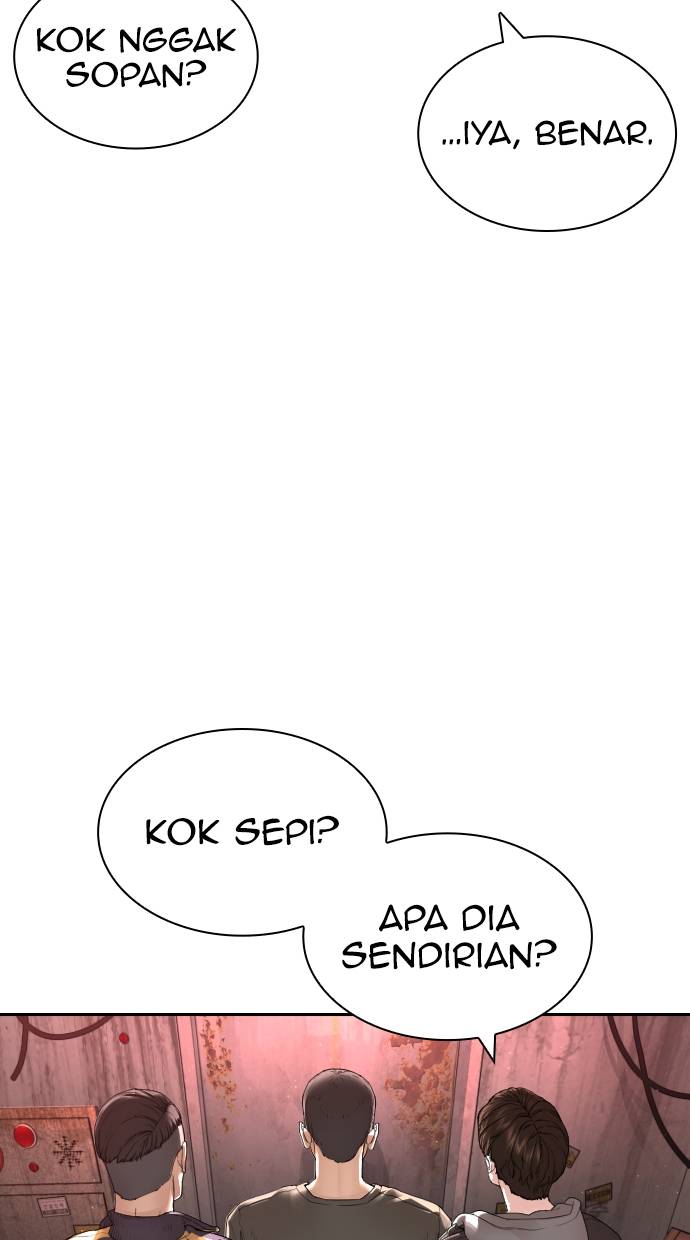 KOK NGGAK
SOPAN?
...IYA, BENAR.
KOK SEPI?
APA DIA
SENDIRIAN?